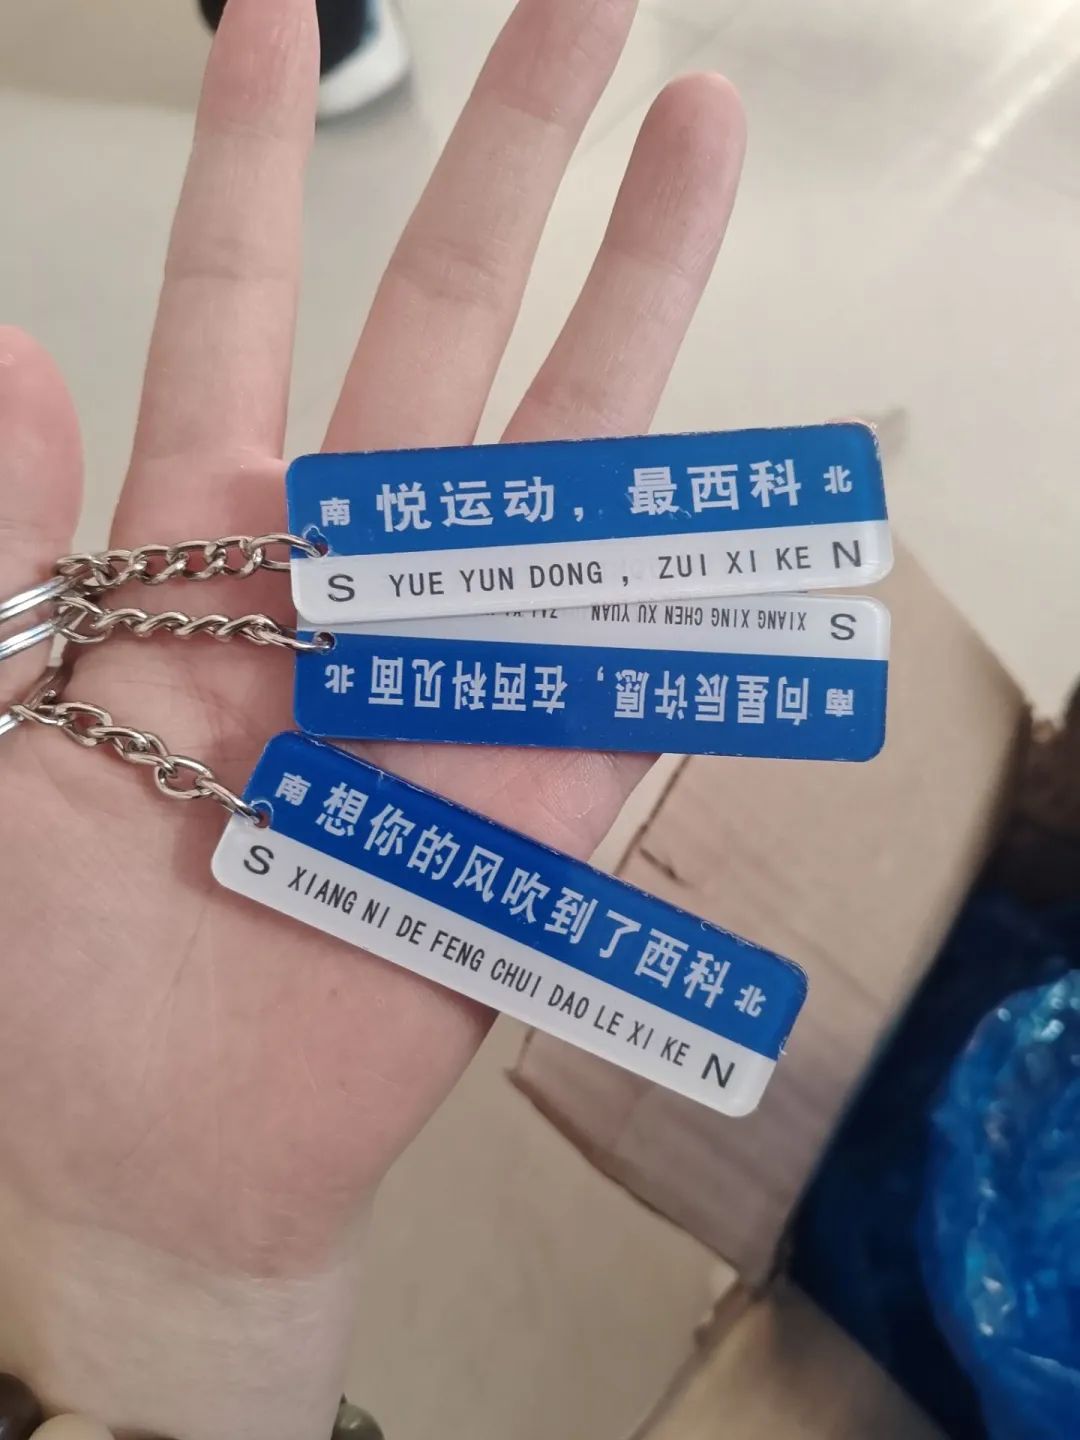 南 悦运动，最西科 北
S YUE YUN DONG , ZUI XI KE N
S XIANG XING CHEN XU YUAN
南 向星辰许愿，在西科见面 北
南 想你的风吹到了西科 北
S XIANG NI DE FENG CHUI DAO LE XI KE N